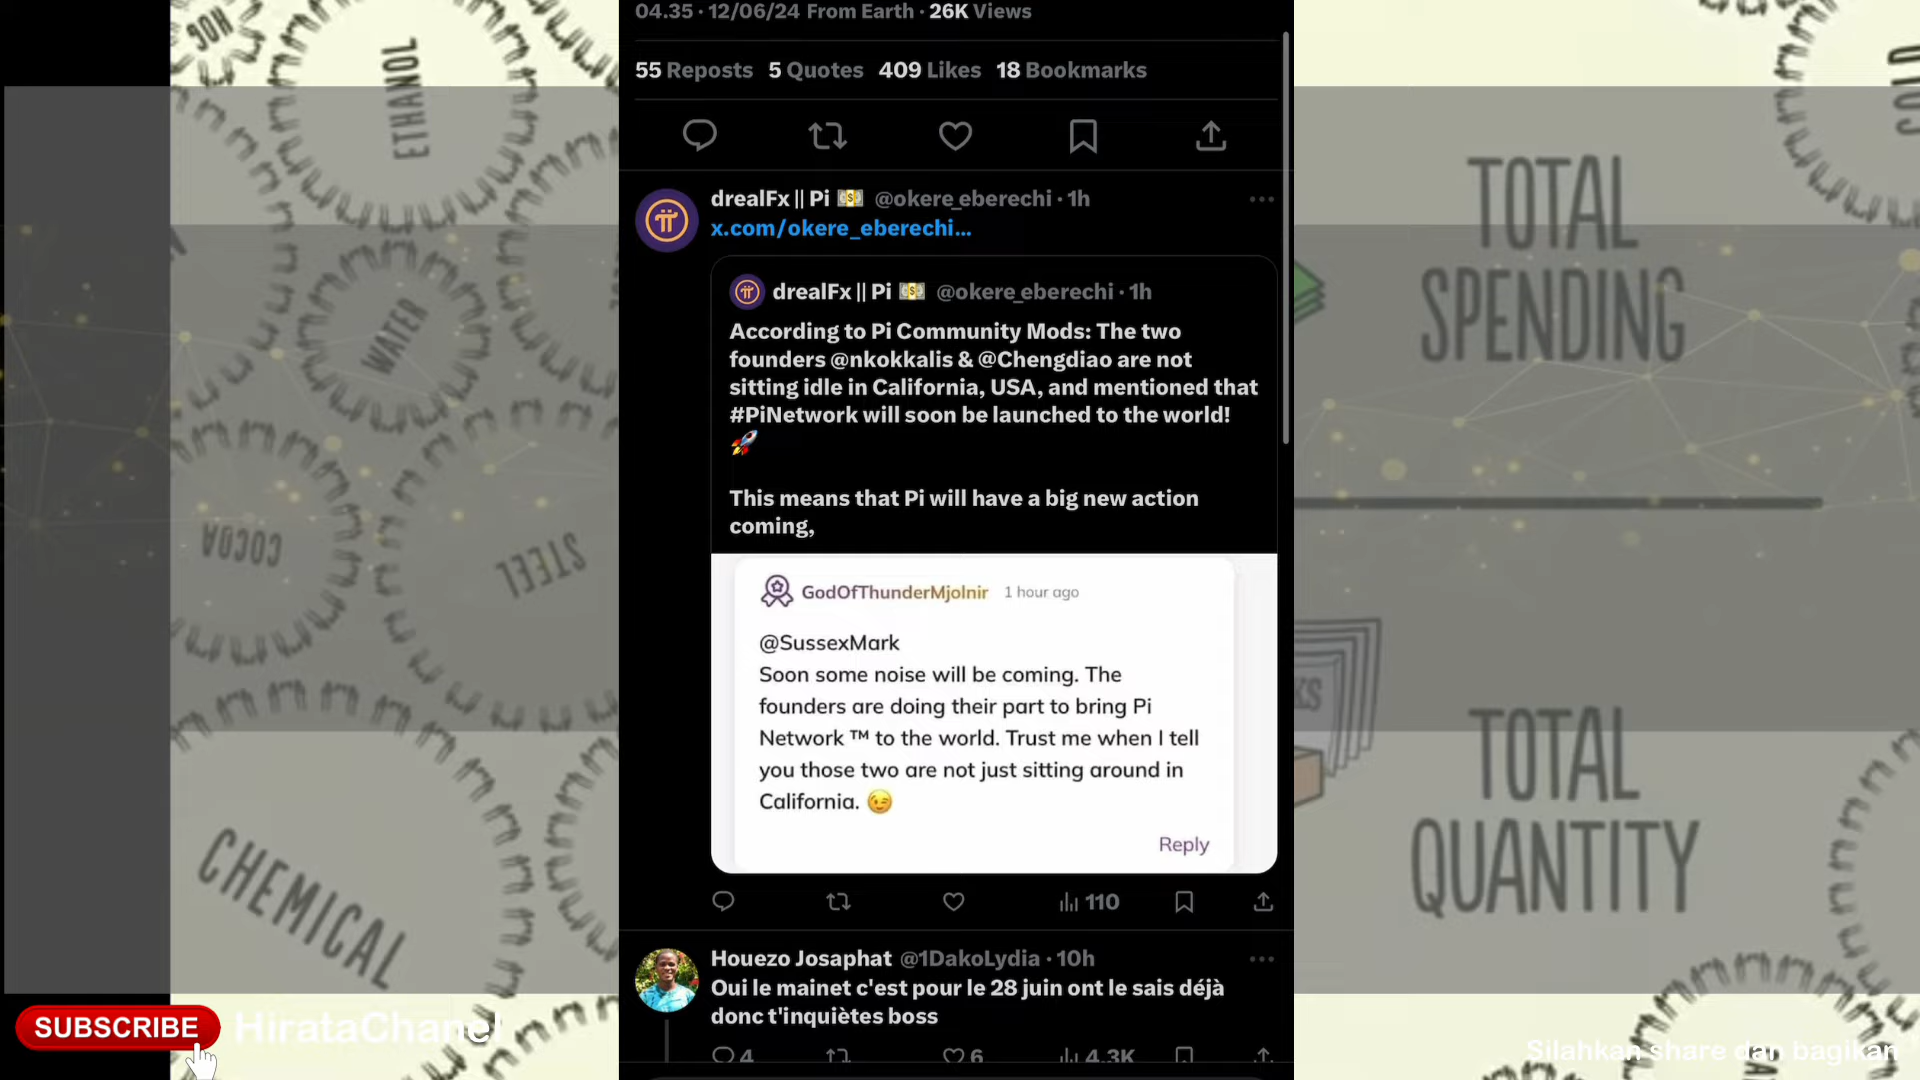 04.35 · 12/06/24 From Earth · 26K Views
55 Reposts 5 Quotes 409 Likes 18 Bookmarks
drealFx || Pi 💵 @okere_eberechi · 1h
x.com/okere_eberechi...
drealFx || Pi 💵 @okere_eberechi · 1h
According to Pi Community Mods: The two
founders @nkokkalis & @Chengdiao are not
sitting idle in California, USA, and mentioned that
#PiNetwork will soon be launched to the world!
🚀
This means that Pi will have a big new action
coming,
GodOfThunderMjolnir 1 hour ago
@SussexMark
Soon some noise will be coming. The
founders are doing their part to bring Pi
Network ™ to the world. Trust me when I tell
you those two are not just sitting around in
California. 😉
Reply
110
Houezo Josaphat @1DakoLydia · 10h
Oui le mainet c'est pour le 28 juin ont le sais déjà
donc t'inquiètes boss
4 6 4.3K
HOG
ETHANOL
WATER
COCOA
STEEL
CHEMICAL
TOTAL
SPENDING
TOTAL
QUANTITY
SUBSCRIBE HirataChanel
Silahkan share dan bagikan